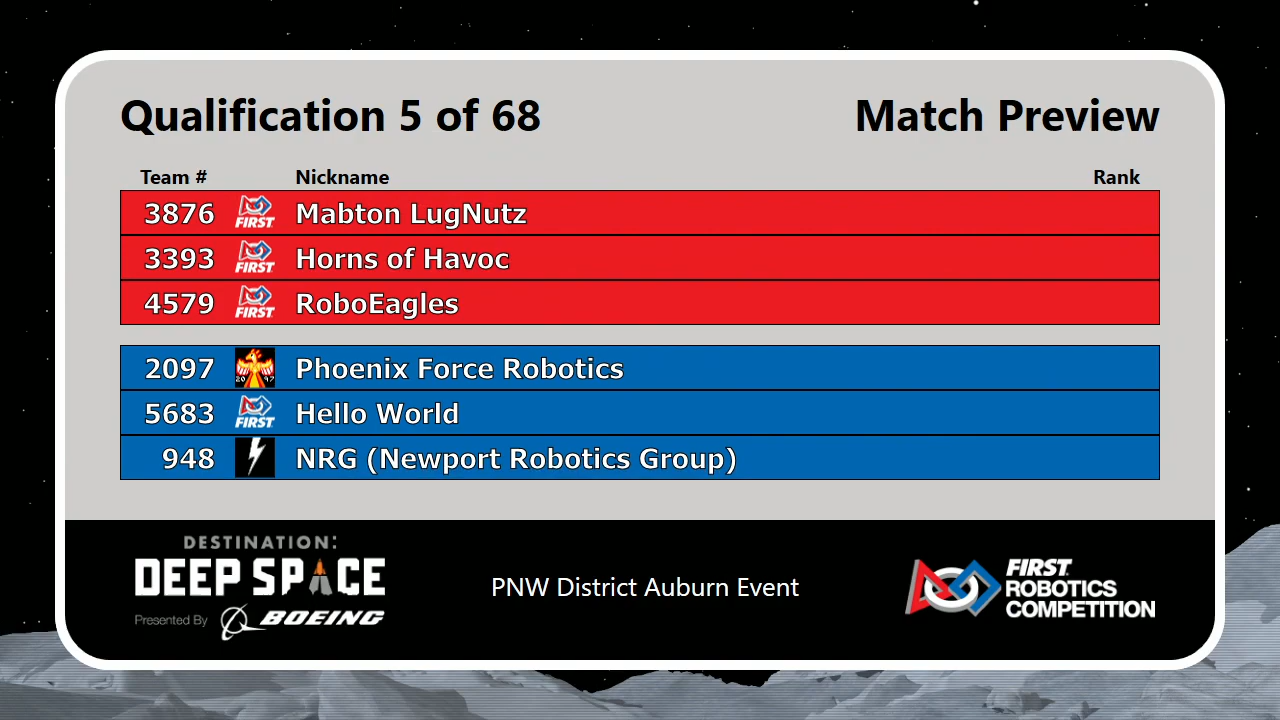 Qualification 5 of 68 Match Preview
Team # Nickname Rank
3876 FIRST Mabton LugNutz
3393 FIRST Horns of Havoc
4579 FIRST RoboEagles
2097 20 97 Phoenix Force Robotics
5683 FIRST Hello World
948 NRG (Newport Robotics Group)
DESTINATION:
DEEP SPACE
Presented By BOEING
PNW District Auburn Event
FIRST
ROBOTICS
COMPETITION